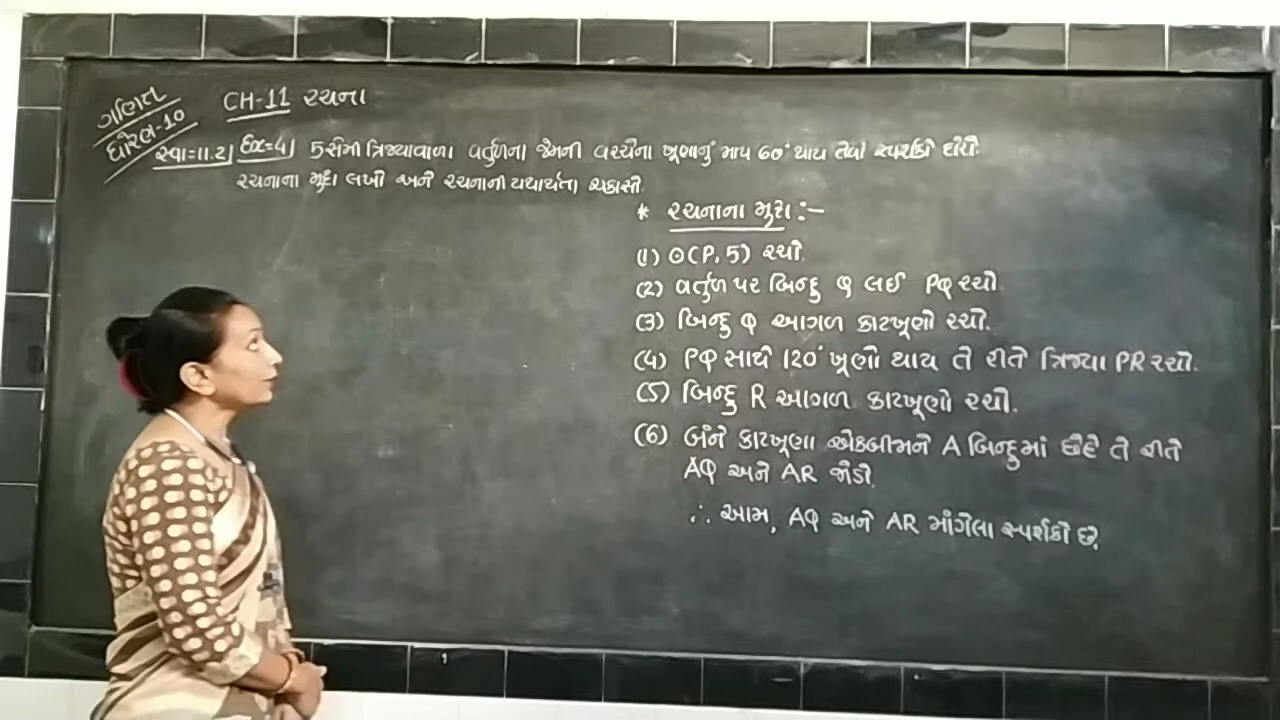 ગણિત
ધોરણ-10
CH-11 રચના
સ્વા=11.2] Ex=4] 5 સેમી ત્રિજ્યાવાળા વર્તુળના જેમની વચ્ચેના ખૂણાનું માપ 60° થાય તેવા સ્પર્શકો દોરો.
રચનાના મુદ્દા લખો અને રચનાની યથાર્થતા ચકાસો.
* રચનાના મુદ્દા :-
(1) ⊙(P, 5) રચો.
(2) વર્તુળ પર બિન્દુ Q લઈ PQ રચો.
(3) બિન્દુ Q આગળ કાટખૂણો રચો.
(4) PQ સાથે 120° ખૂણો થાય તે રીતે ત્રિજ્યા PR રચો.
(5) બિન્દુ R આગળ કાટખૂણો રચો.
(6) બંને કાટખૂણા એકબીજાને A બિન્દુમાં છેદે તે રીતે
AQ અને AR જોડો.
∴ આમ, AQ અને AR માંગેલા સ્પર્શકો છે.